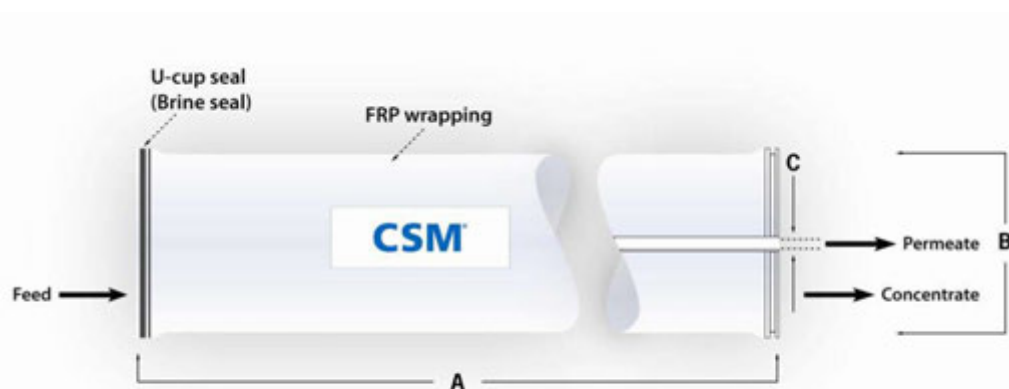 U-cup seal
(Brine seal)
FRP wrapping
C
CSM
Permeate
B
Feed
Concentrate
A